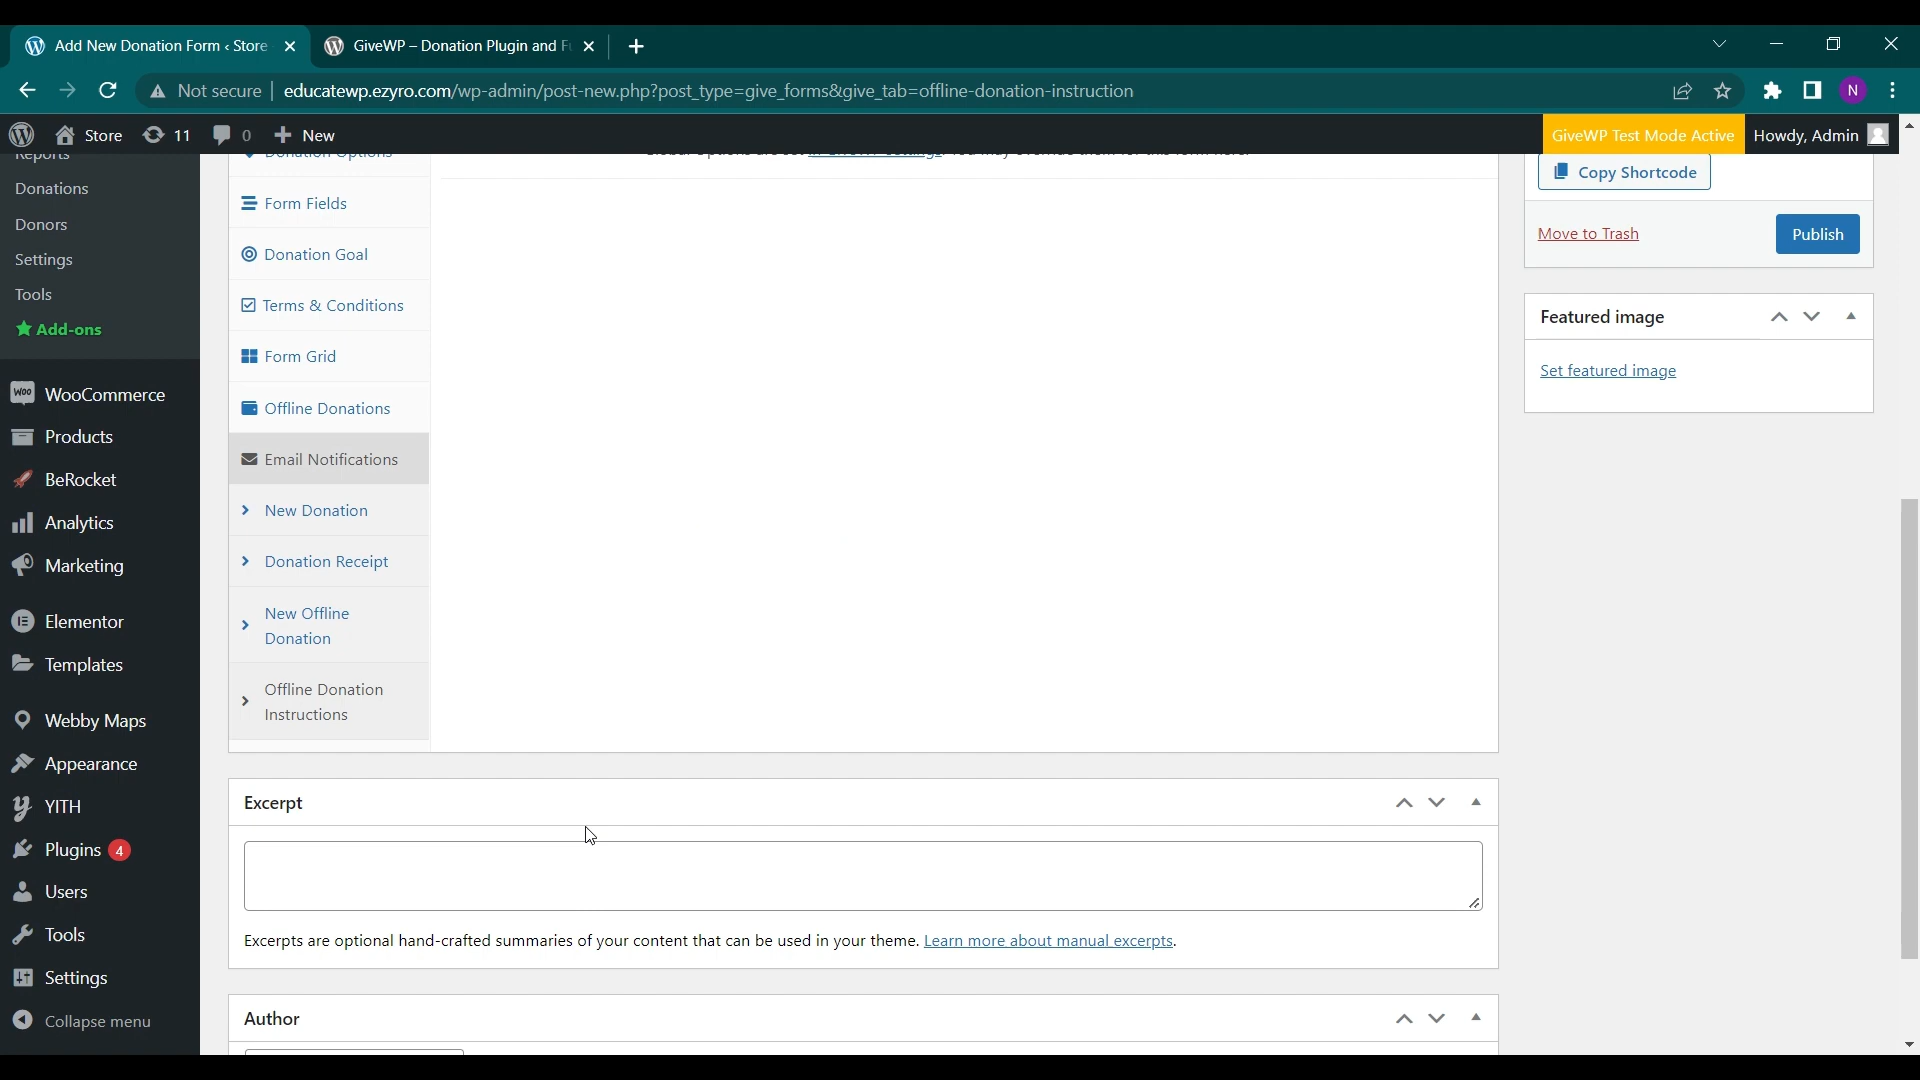 Add New Donation Form ‹ Store
GiveWP – Donation Plugin and F
Not secure
educatewp.ezyro.com/wp-admin/post-new.php?post_type=give_forms&give_tab=offline-donation-instruction
N
Store
11
0
New
GiveWP Test Mode Active
Howdy, Admin
Reports
Donations
Donors
Settings
Tools
Add-ons
WooCommerce
Products
BeRocket
Analytics
Marketing
Elementor
Templates
Webby Maps
Appearance
YITH
Plugins 4
Users
Tools
Settings
Collapse menu
Donation Options
Form Fields
Donation Goal
Terms & Conditions
Form Grid
Offline Donations
Email Notifications
New Donation
Donation Receipt
New Offline
Donation
Offline Donation
Instructions
Copy Shortcode
Move to Trash
Publish
Featured image
Set featured image
Excerpt
Excerpts are optional hand-crafted summaries of your content that can be used in your theme. Learn more about manual excerpts.
Author